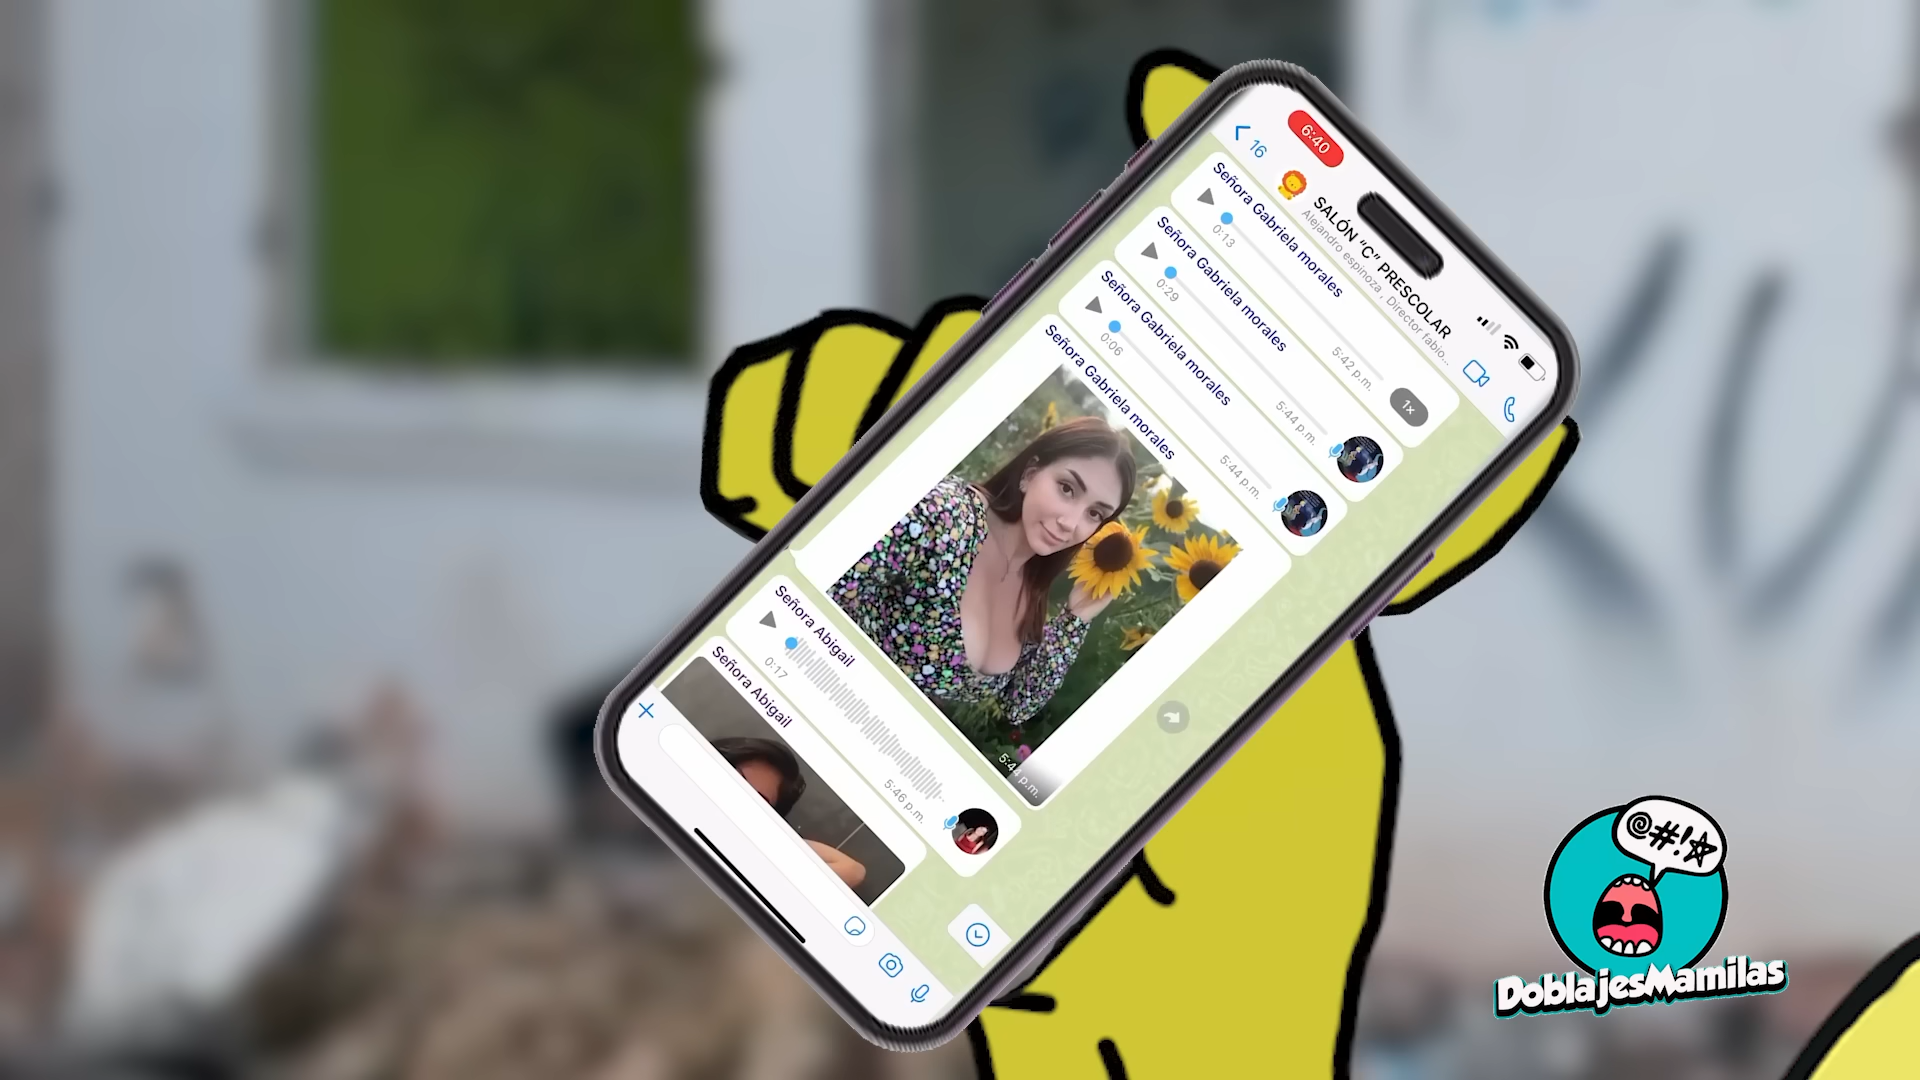 6:40
16
SALÓN "C" PRESCOLAR
Alejandro espinoza , Director fabio...
Señora Gabriela morales
0:13
5:42 p.m.
1x
Señora Gabriela morales
0:29
5:44 p.m.
Señora Gabriela morales
0:06
5:44 p.m.
Señora Gabriela morales
5:44 p.m.
Señora Abigail
0:17
5:46 p.m.
Señora Abigail
@#!
DoblajesMamilas